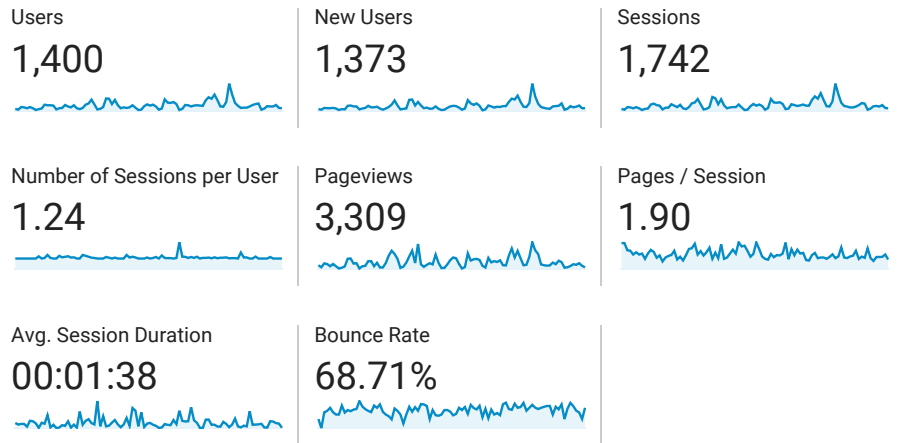 Users
1,400
New Users
1,373
Sessions
1,742
Number of Sessions per User
1.24
Pageviews
3,309
Pages / Session
1.90
Avg. Session Duration
00:01:38
Bounce Rate
68.71%